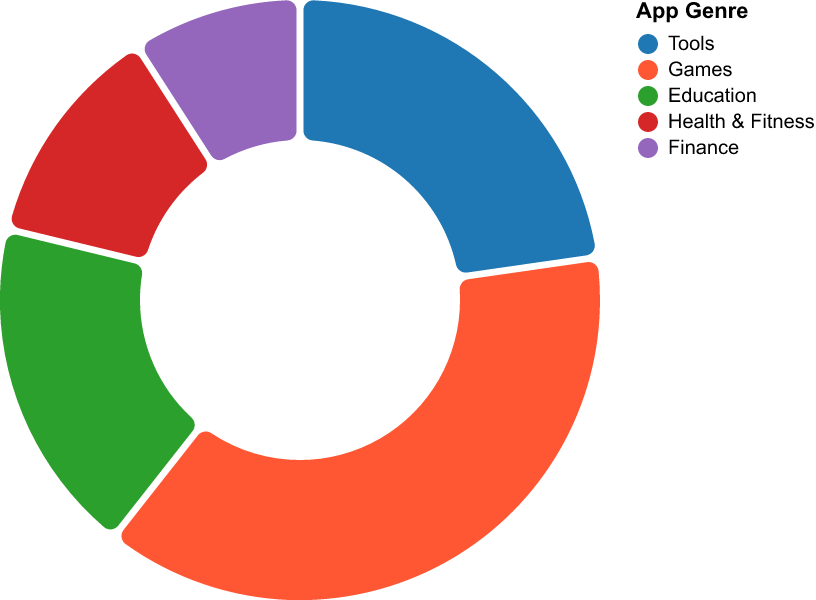 App Genre
Tools
Games
Education
Health & Fitness
Finance